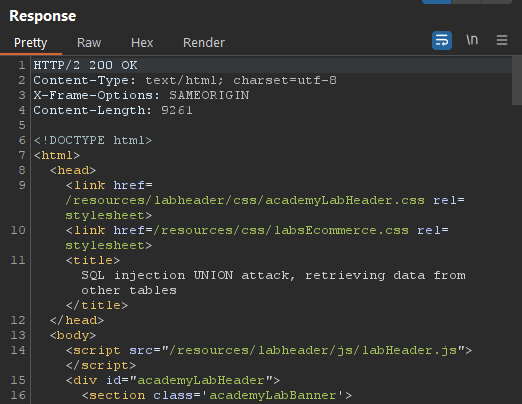 Response
Pretty Raw Hex Render \n
1 HTTP/2 200 OK
2 Content-Type: text/html; charset=utf-8
3 X-Frame-Options: SAMEORIGIN
4 Content-Length: 9261
5
6 <!DOCTYPE html>
7 <html>
8 <head>
9 <link href=
/resources/labheader/css/academyLabHeader.css rel=
stylesheet>
10 <link href=/resources/css/labsEcommerce.css rel=
stylesheet>
11 <title>
SQL injection UNION attack, retrieving data from
other tables
</title>
12 </head>
13 <body>
14 <script src="/resources/labheader/js/labHeader.js">
</script>
15 <div id="academyLabHeader">
16 <section class='academyLabBanner'>